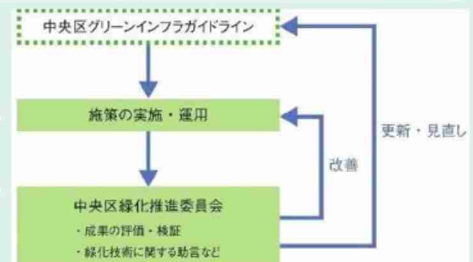 中央区グリーンインフラガイドライン
施策の実施・運用
更新・見直し
改善
中央区緑化推進委員会
・成果の評価・検証
・緑化技術に関する助言など